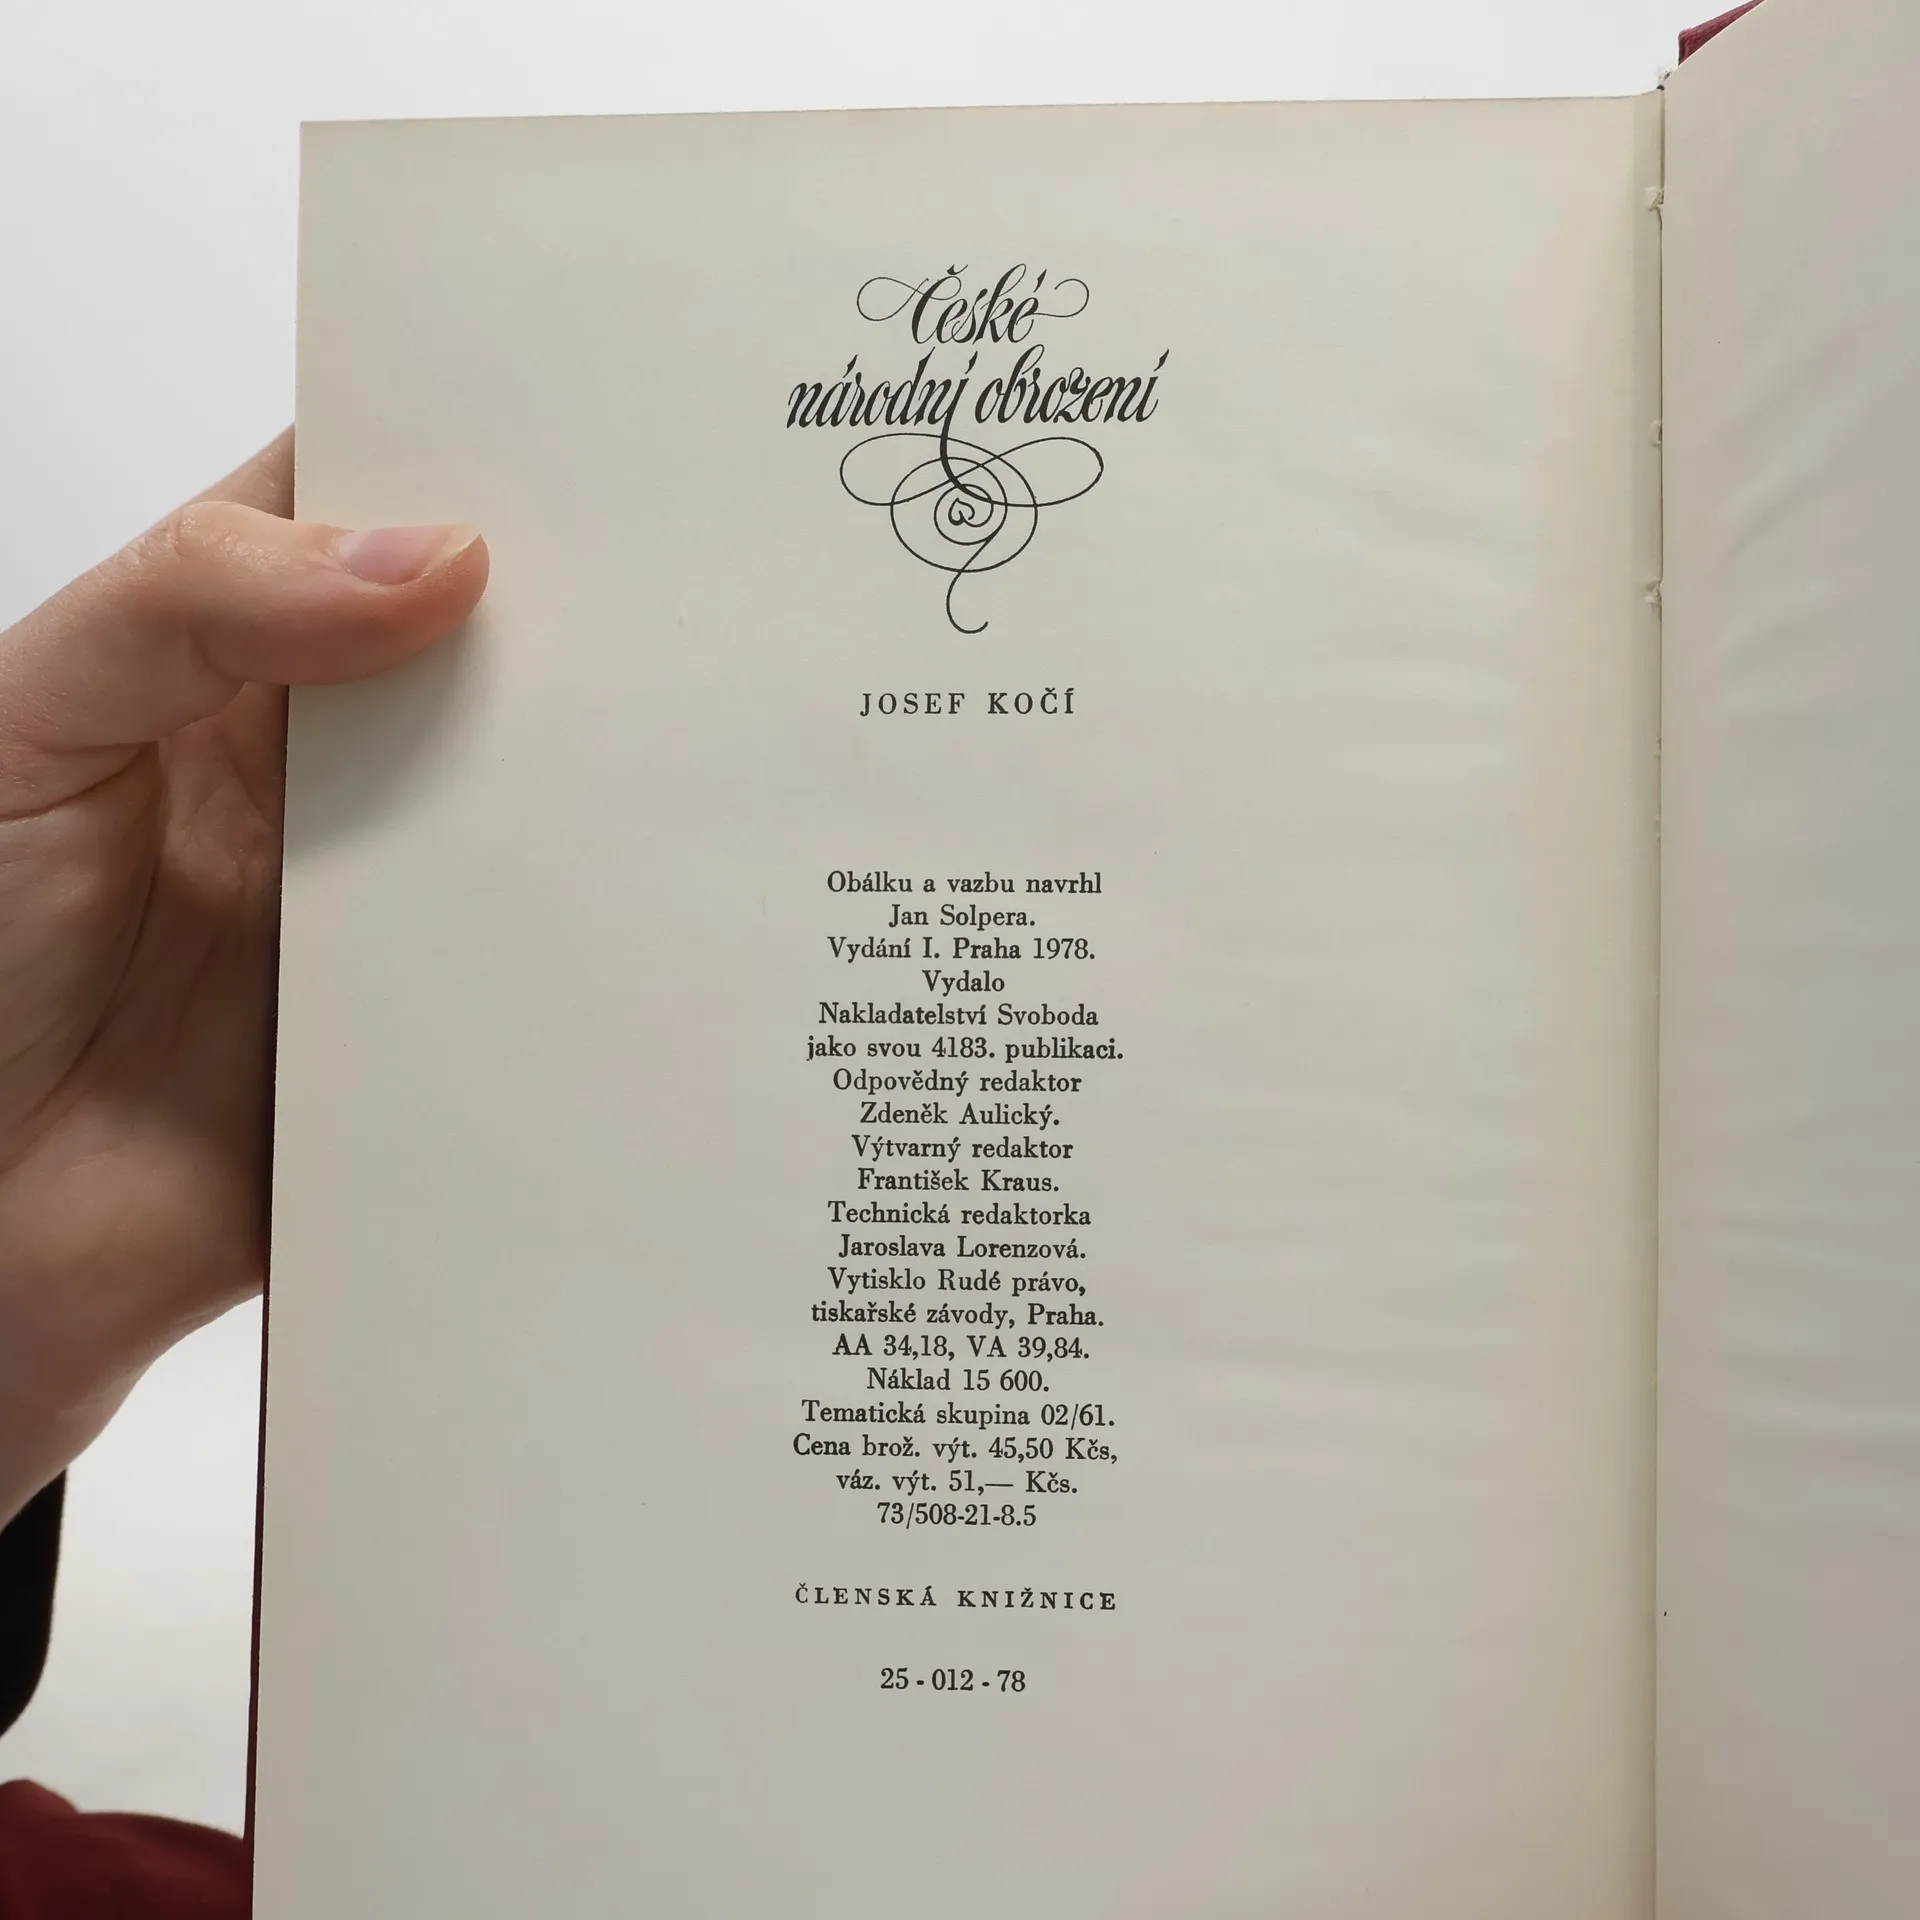 České
národní obrození
JOSEF KOČÍ
Obálku a vazbu navrhl
Jan Solpera.
Vydání I. Praha 1978.
Vydalo
Nakladatelství Svoboda
jako svou 4183. publikaci.
Odpovědný redaktor
Zdeněk Aulický.
Výtvarný redaktor
František Kraus.
Technická redaktorka
Jaroslava Lorenzová.
Vytisklo Rudé právo,
tiskařské závody, Praha.
AA 34,18, VA 39,84.
Náklad 15 600.
Tematická skupina 02/61.
Cena brož. výt. 45,50 Kčs,
váz. výt. 51,— Kčs.
73/508-21-8.5
ČLENSKÁ KNIŽNICE
25 - 012 - 78